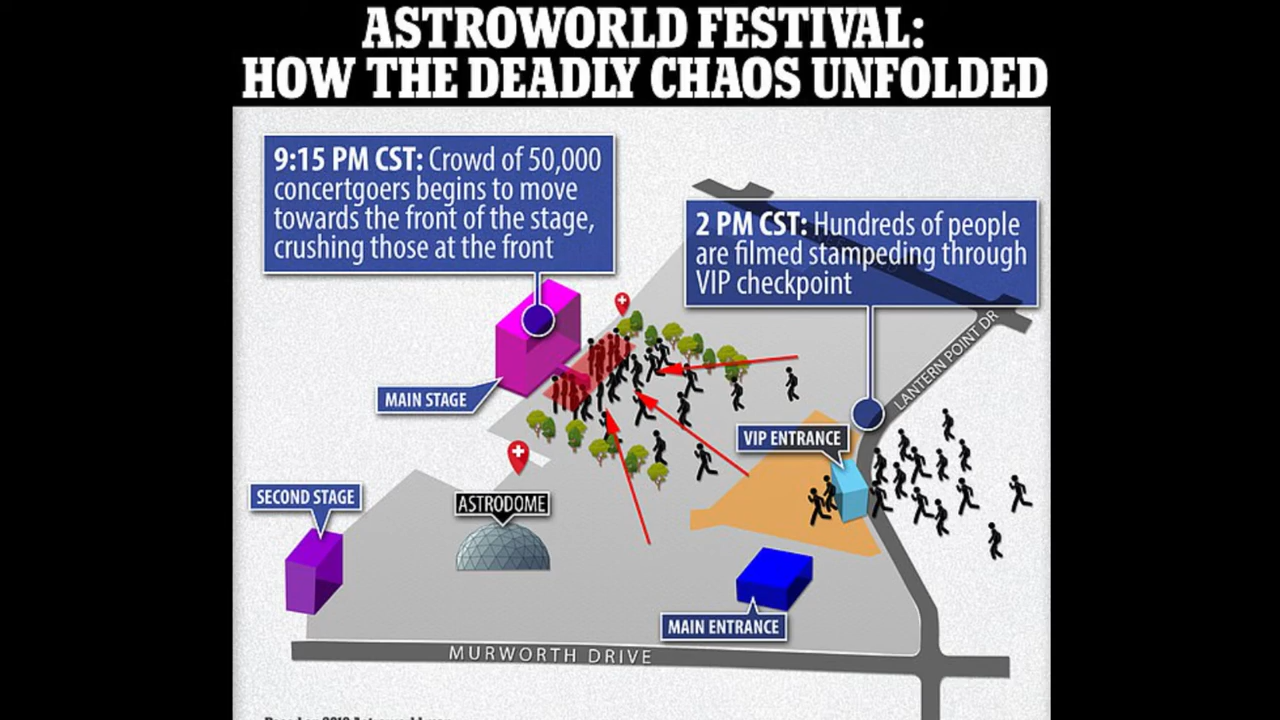 ASTROWORLD FESTIVAL:
HOW THE DEADLY CHAOS UNFOLDED
9:15 PM CST: Crowd of 50,000
concertgoers begins to move
towards the front of the stage,
crushing those at the front
2 PM CST: Hundreds of people
are filmed stampeding through
VIP checkpoint
LANTERN POINT DR
MAIN STAGE
VIP ENTRANCE
SECOND STAGE
ASTRODOME
MAIN ENTRANCE
MURWORTH DRIVE